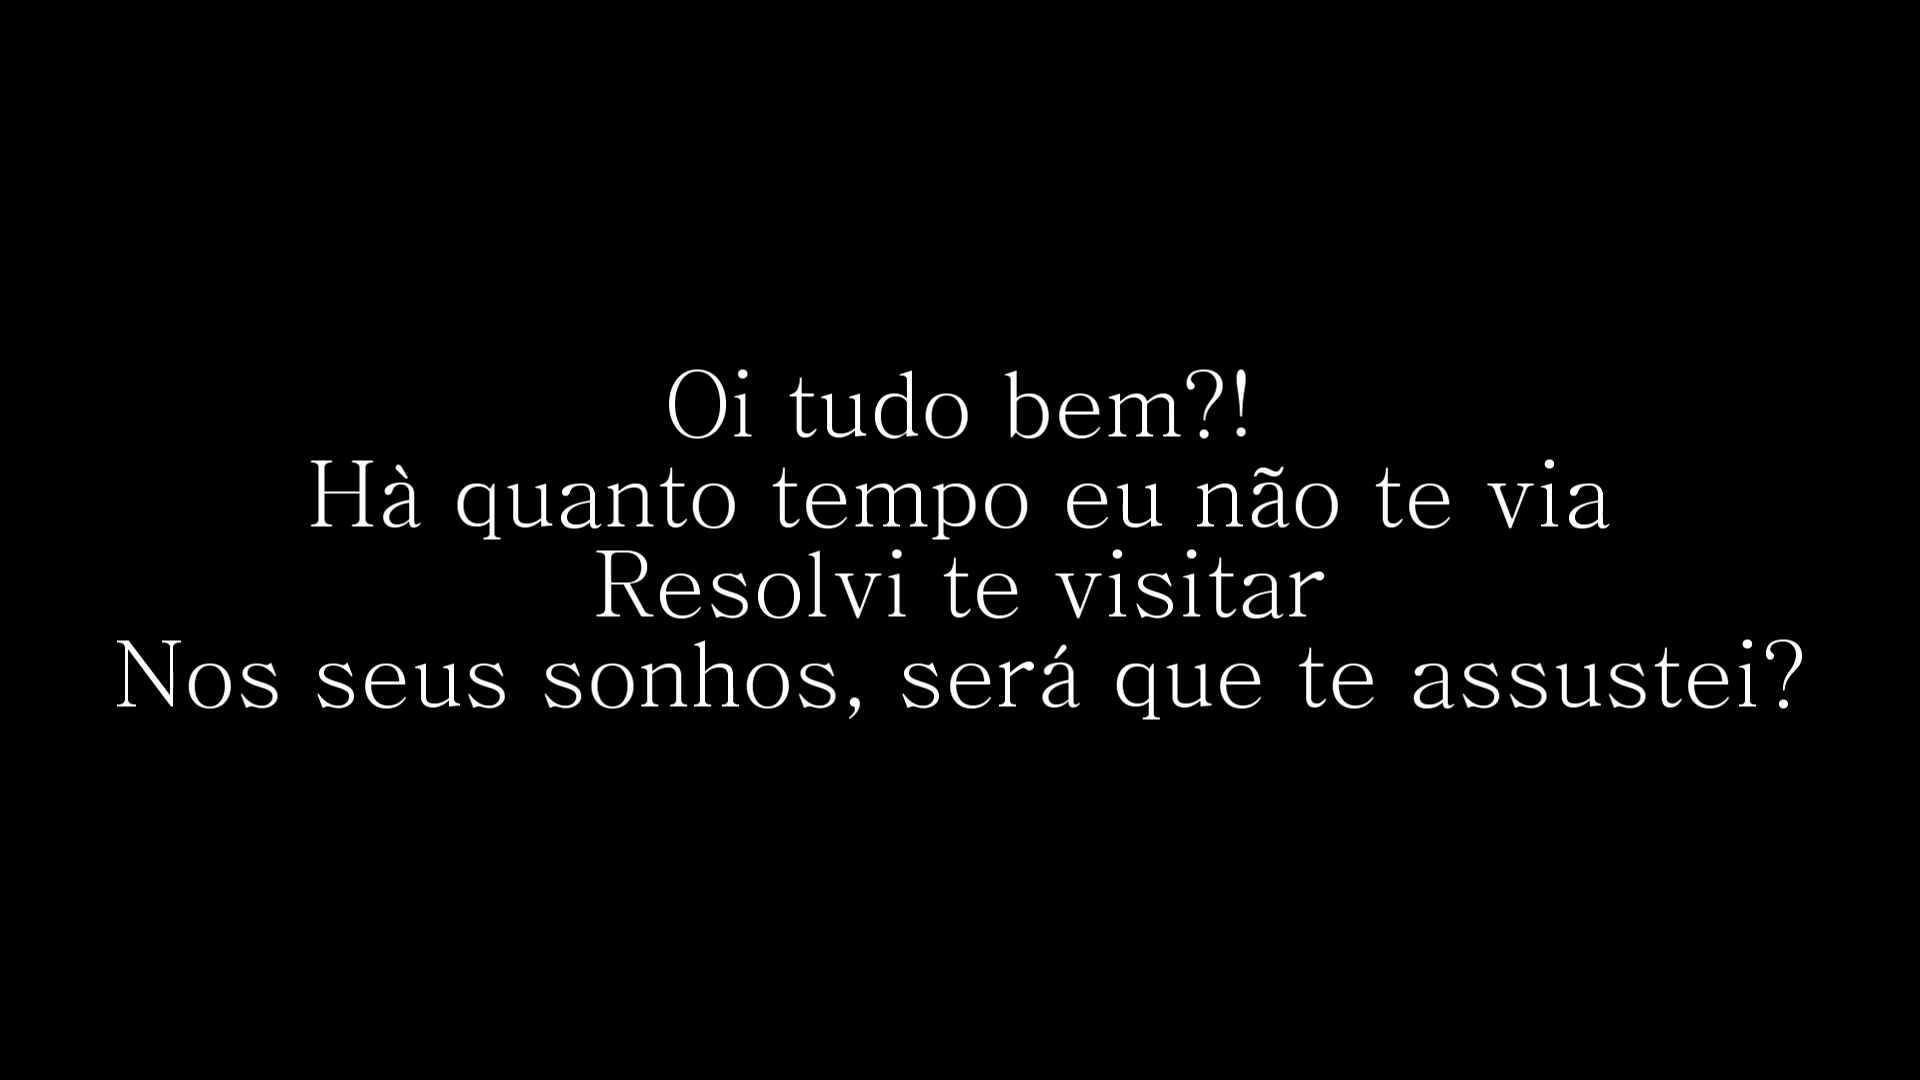 Oi tudo bem?!
Hà quanto tempo eu não te via
Resolvi te visitar
Nos seus sonhos, será que te assustei?